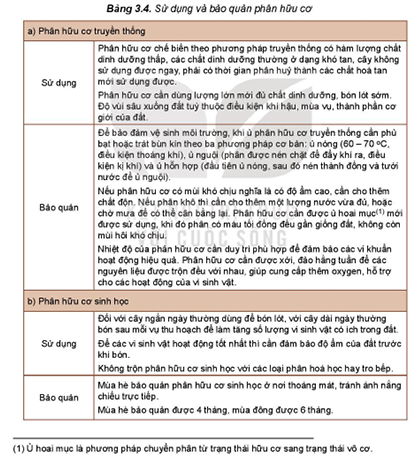 Bảng 3.4. Sử dụng và bảo quản phân hữu cơ
a) Phân hữu cơ truyền thống
Sử dụng
Phân hữu cơ chế biến theo phương pháp truyền thống có hàm lượng chất
dinh dưỡng thấp, các chất dinh dưỡng thường ở dạng khó tan, cây không
sử dụng được ngay, phải có thời gian phân huỷ thành các chất hoà tan
mới sử dụng được.
Phân hữu cơ cần dùng lượng lớn mới đủ chất dinh dưỡng, bón lót sớm.
Độ vùi sâu xuống đất tuỳ thuộc điều kiện khí hậu, mùa vụ, thành phần cơ
giới của đất.
Bảo quản
Để bảo đảm vệ sinh môi trường, khi ủ phân hữu cơ truyền thống cần phủ
bạt hoặc trát bùn kín theo ba phương pháp cơ bản: ủ nóng (60 – 70 °C,
điều kiện thoáng khí), ủ nguội (phân được nén chặt để đẩy khí ra, điều
kiện kị khí) và ủ hỗn hợp (đầu tiên ủ nóng, sau đó nén thành đống và tưới
nước để ủ nguội).
Nếu phân hữu cơ có mùi khó chịu nghĩa là có độ ẩm cao, cần cho thêm
chất độn. Nếu phân khô thì cần cho thêm một lượng nước vừa đủ, hoặc
chờ mưa để có thể cân bằng lại. Phân hữu cơ cần được ủ hoai mục(1) mới
được sử dụng, khi đó phân có màu tối đồng đều gần giống đất, không còn
mùi hôi khó chịu.
Nhiệt độ của phân hữu cơ cần duy trì phù hợp để đảm bảo các vi khuẩn
hoạt động hiệu quả. Phân hữu cơ cần được xới, đảo hằng tuần để các
nguyên liệu được trộn đều với nhau, giúp cung cấp thêm oxygen, hỗ trợ
cho các hoạt động của vi sinh vật.
b) Phân hữu cơ sinh học
Sử dụng
Đối với cây ngắn ngày thường dùng để bón lót, với cây dài ngày thường
bón sau mỗi vụ thu hoạch để làm tăng số lượng vi sinh vật có ích trong đất.
Để các vi sinh vật hoạt động tốt nhất thì cần đảm bảo độ ẩm của đất trước
khi bón.
Không trộn phân hữu cơ sinh học với các loại phân hoá học hay tro bếp.
Bảo quản
Mùa hè bảo quản phân hữu cơ sinh học ở nơi thoáng mát, tránh ánh nắng
chiếu trực tiếp.
Mùa hè bảo quản được 4 tháng, mùa đông được 6 tháng.
(1) Ủ hoai mục là phương pháp chuyển phân từ trạng thái hữu cơ sang trạng thái vô cơ.